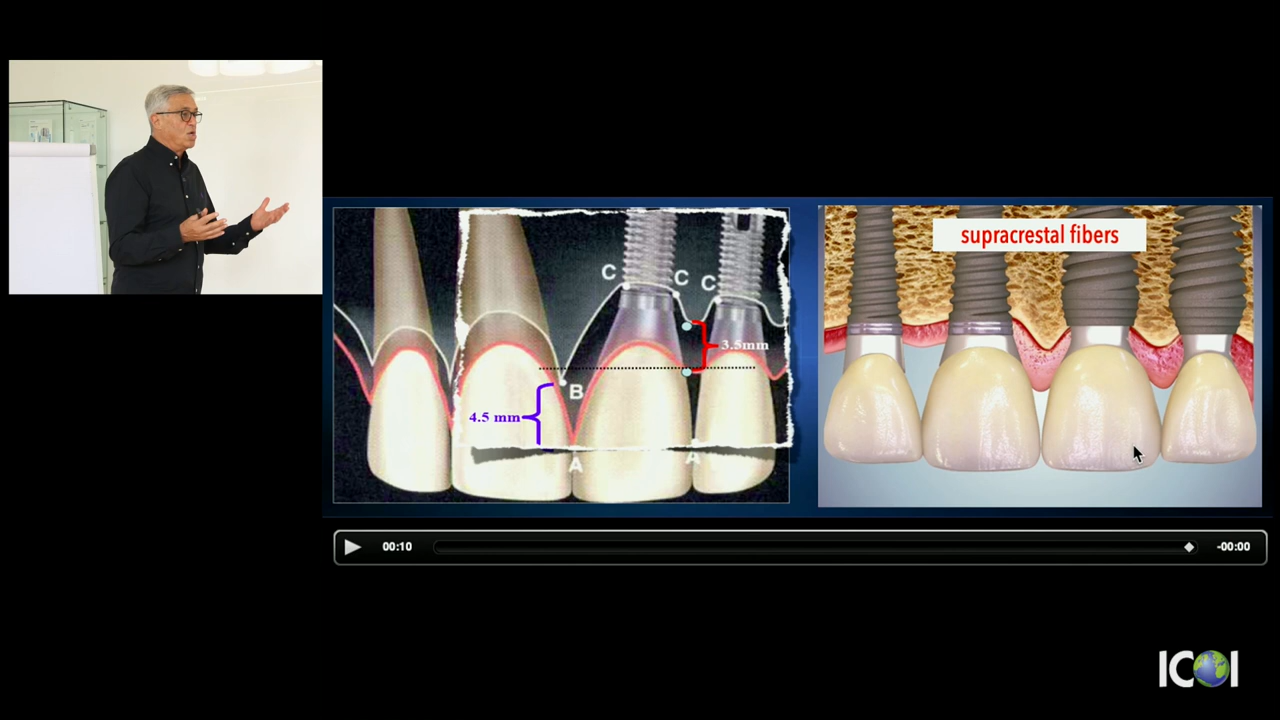 supracrestal fibers
C
C
C
3.5mm
B
4.5 mm
A
A
00:10
-00:00
ICOI